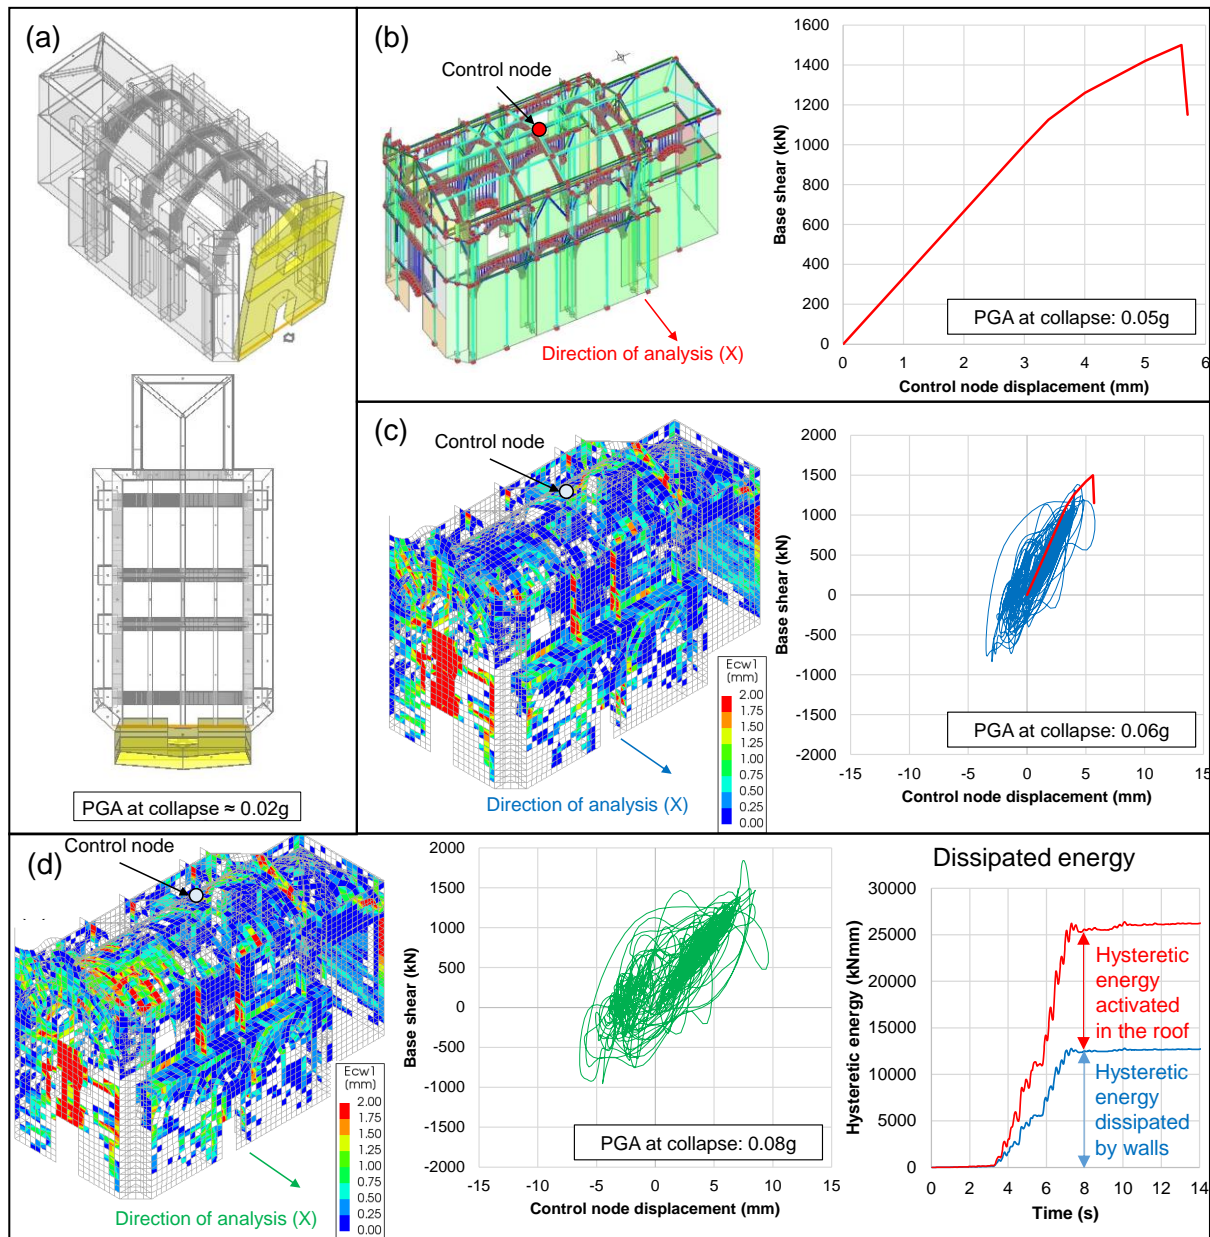 (a)
PGA at collapse ≈ 0.02g
(b)
Control node
Direction of analysis (X)
Base shear (kN)
1600
1400
1200
1000
800
600
400
200
0
0 1 2 3 4 5 6
PGA at collapse: 0.05g
Control node displacement (mm)
(c)
Control node
Ecw1
(mm)
2.00
1.75
1.50
1.25
1.00
0.75
0.50
0.25
0.00
Direction of analysis (X)
Base shear (kN)
2000
1500
1000
500
0
-500
-1000
-1500
-2000
-15 -10 -5 0 5 10 15
PGA at collapse: 0.06g
Control node displacement (mm)
(d)
Control node
Ecw1
(mm)
2.00
1.75
1.50
1.25
1.00
0.75
0.50
0.25
0.00
Direction of analysis (X)
Base shear (kN)
2000
1500
1000
500
0
-500
-1000
-1500
-2000
-15 -10 -5 0 5 10 15
PGA at collapse: 0.08g
Control node displacement (mm)
Dissipated energy
Hysteretic energy (kNmm)
30000
25000
20000
15000
10000
5000
0
0 2 4 6 8 10 12 14
Hysteretic
energy
activated
in the roof
Hysteretic
energy
dissipated
by walls
Time (s)